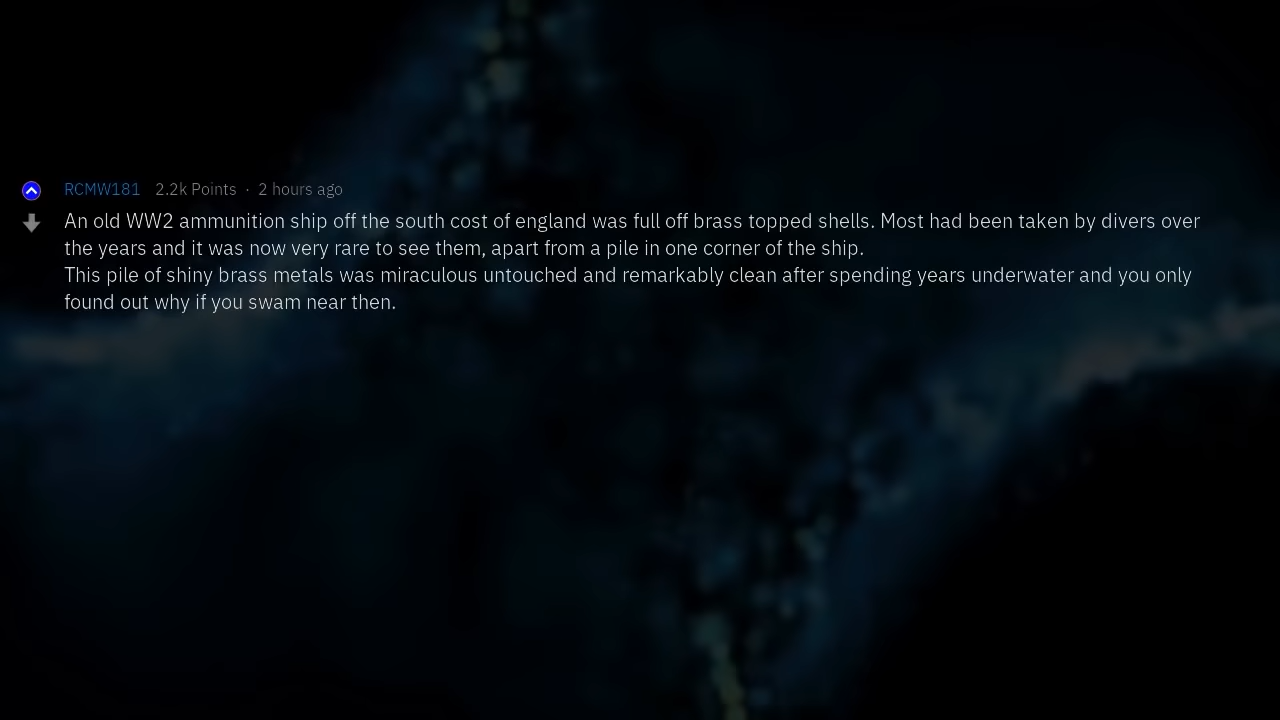 RCMW181 2.2k Points · 2 hours ago
An old WW2 ammunition ship off the south cost of england was full off brass topped shells. Most had been taken by divers over
the years and it was now very rare to see them, apart from a pile in one corner of the ship.
This pile of shiny brass metals was miraculous untouched and remarkably clean after spending years underwater and you only
found out why if you swam near then.